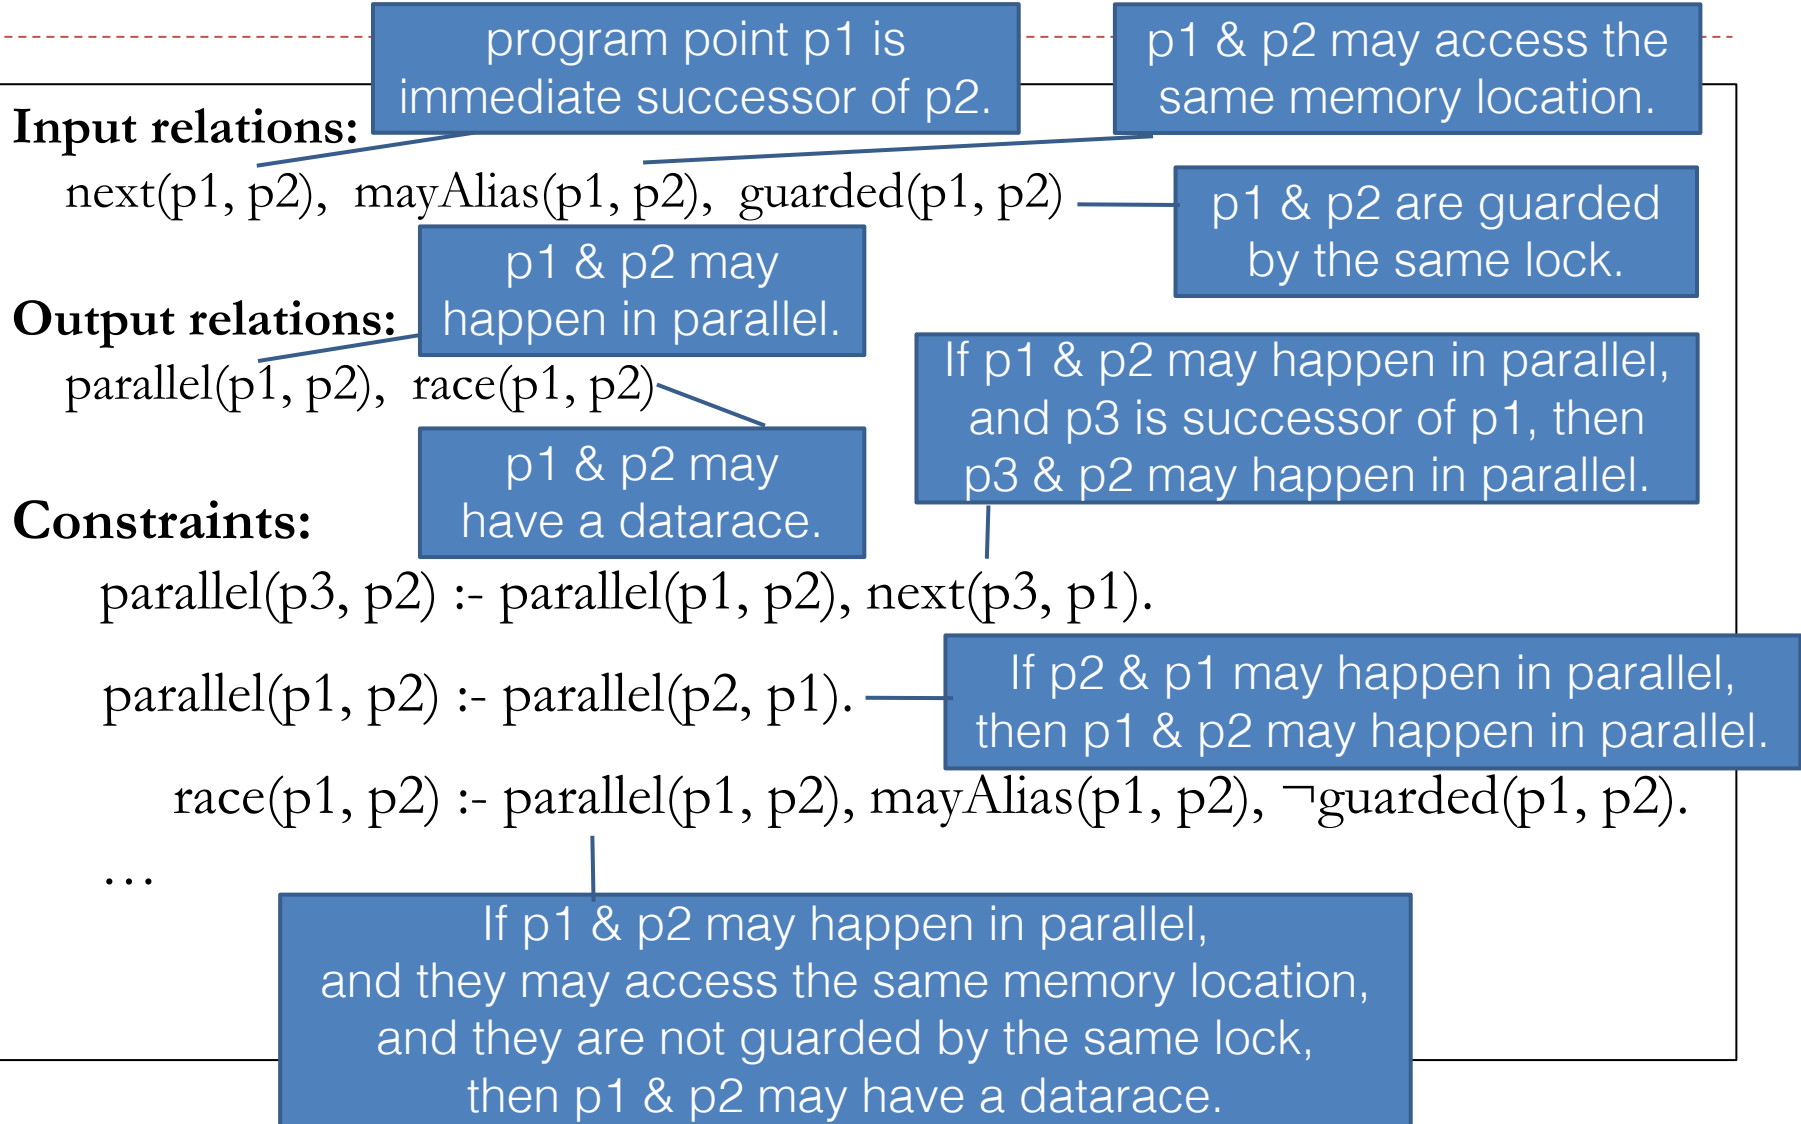 program point p1 is
immediate successor of p2.
p1 & p2 may access the
same memory location.
Input relations:
next(p1, p2), mayAlias(p1, p2), guarded(p1, p2)
p1 & p2 are guarded
by the same lock.
p1 & p2 may
happen in parallel.
Output relations:
parallel(p1, p2), race(p1, p2)
If p1 & p2 may happen in parallel,
and p3 is successor of p1, then
p3 & p2 may happen in parallel.
p1 & p2 may
have a datarace.
Constraints:
parallel(p3, p2) :- parallel(p1, p2), next(p3, p1).
parallel(p1, p2) :- parallel(p2, p1).
If p2 & p1 may happen in parallel,
then p1 & p2 may happen in parallel.
race(p1, p2) :- parallel(p1, p2), mayAlias(p1, p2), ¬guarded(p1, p2).
…
If p1 & p2 may happen in parallel,
and they may access the same memory location,
and they are not guarded by the same lock,
then p1 & p2 may have a datarace.